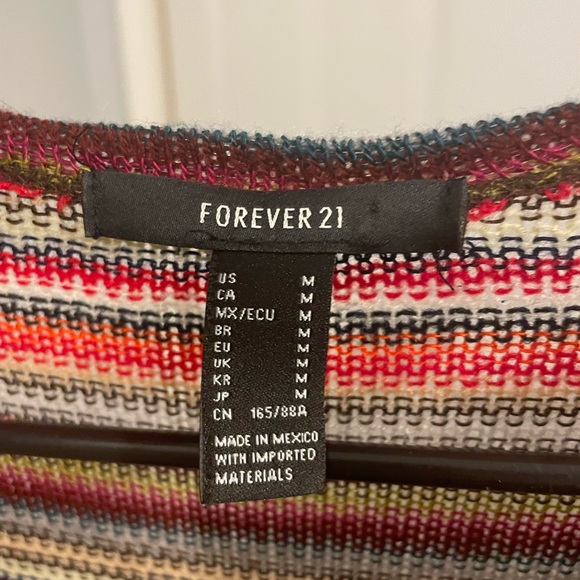 FOREVER 21
US M
CA M
MX/ECU M
BR M
EU M
UK M
KR M
JP M
CN 165/88A
MADE IN MEXICO
WITH IMPORTED
MATERIALS